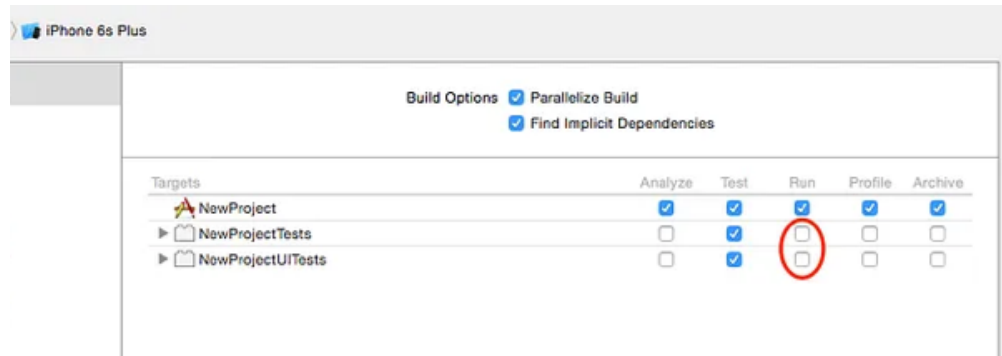 iPhone 6s Plus
Build Options Parallelize Build
Find Implicit Dependencies
Targets Analyze Test Run Profile Archive
NewProject
NewProjectTests
NewProjectUITests